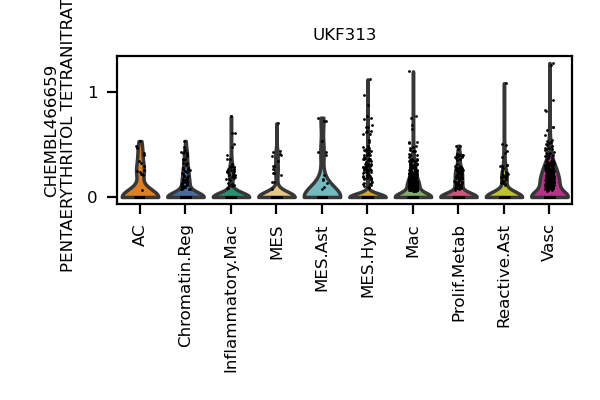 UKF313
CHEMBL466659
PENTAERYTHRITOL TETRANITRAT
1
0
AC
Chromatin.Reg
Inflammatory.Mac
MES
MES.Ast
MES.Hyp
Mac
Prolif.Metab
Reactive.Ast
Vasc